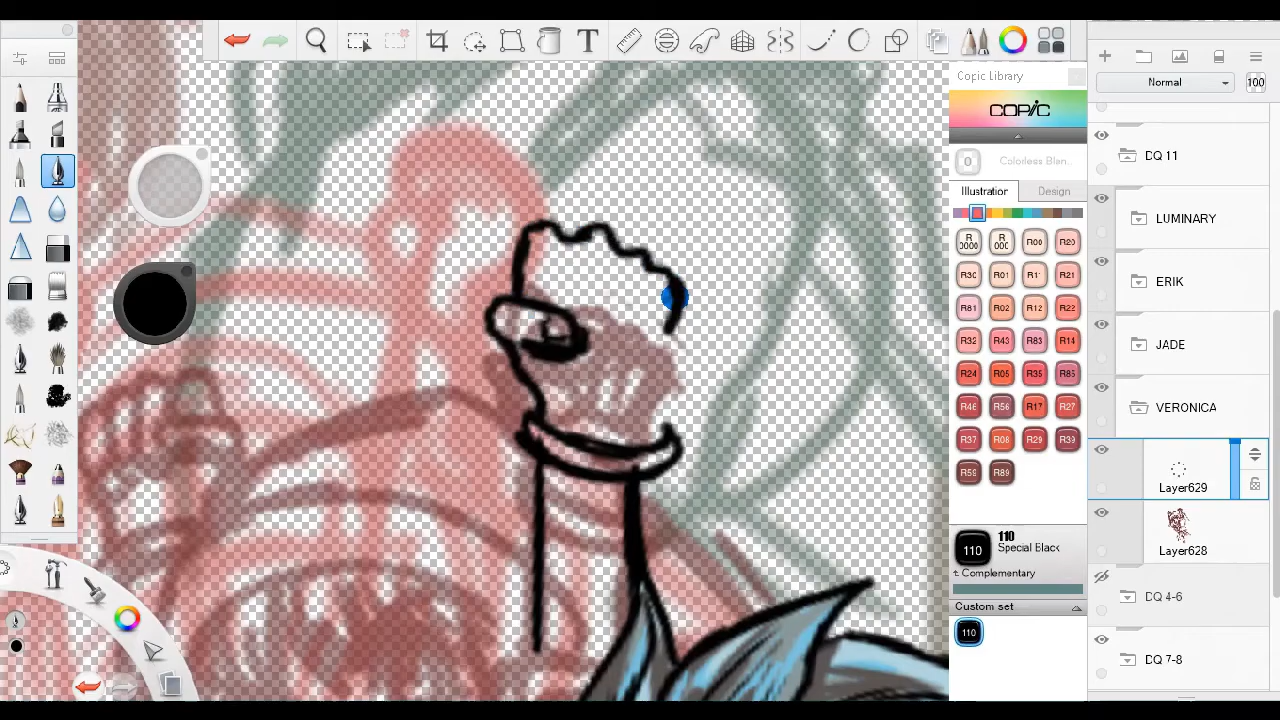 T
Copic Library
COPIC
0 Colorless Blen...
Illustration Design
R0000 R000 R00 R20
R30 R01 R11 R21
R81 R02 R12 R22
R32 R43 R83 R14
R24 R05 R35 R85
R46 R56 R17 R27
R37 R08 R29 R39
R59 R89
110 110
Special Black
Complementary
Custom set
110
Normal 100
DQ 11
LUMINARY
ERIK
JADE
VERONICA
Layer629
Layer628
DQ 4-6
DQ 7-8